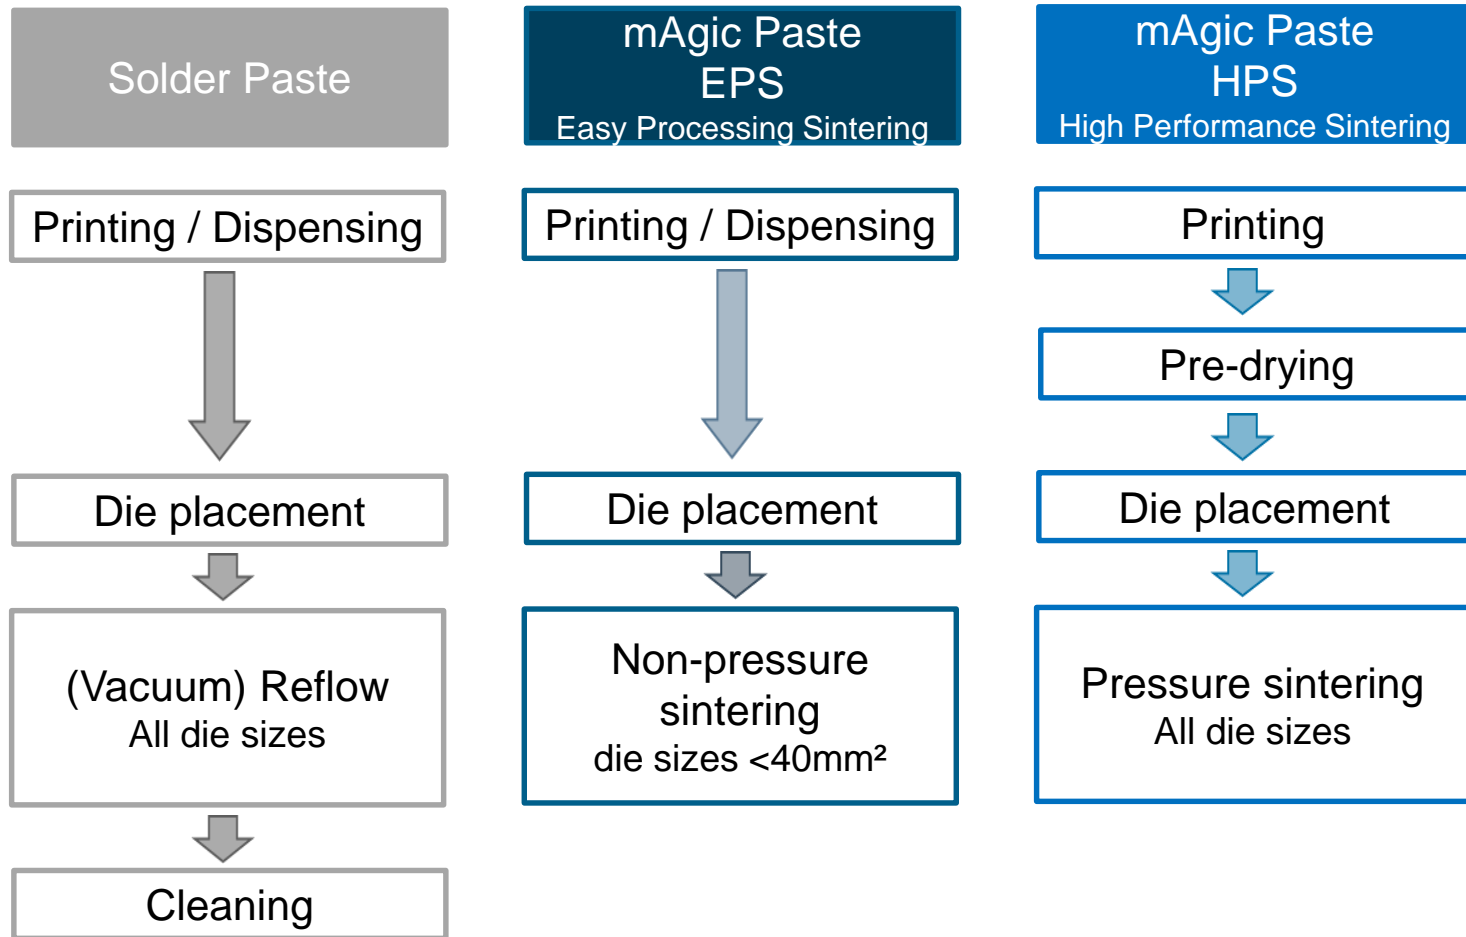 Solder Paste
mAgic Paste
EPS
Easy Processing Sintering
mAgic Paste
HPS
High Performance Sintering
Printing / Dispensing
Printing / Dispensing
Printing
Pre-drying
Die placement
Die placement
Die placement
(Vacuum) Reflow
All die sizes
Non-pressure
sintering
die sizes <40mm²
Pressure sintering
All die sizes
Cleaning